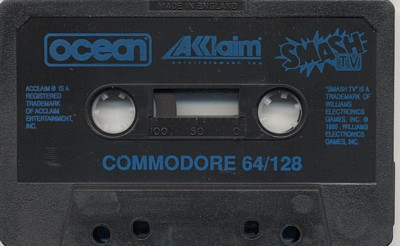 MADE IN ENGLAND
ocean
AKKlaim
entertainment inc
SMASH
TV
ACCLAIM ® IS A
REGISTERED
TRADEMARK
OF ACCLAIM
ENTERTAINMENT,
INC.
"SMASH TV" IS A
TRADEMARK OF
WILLIAMS
ELECTRONICS
GAMES, INC. ©
1990, WILLIAMS
ELECTRONICS
GAMES, INC.
100 50 0
COMMODORE 64/128